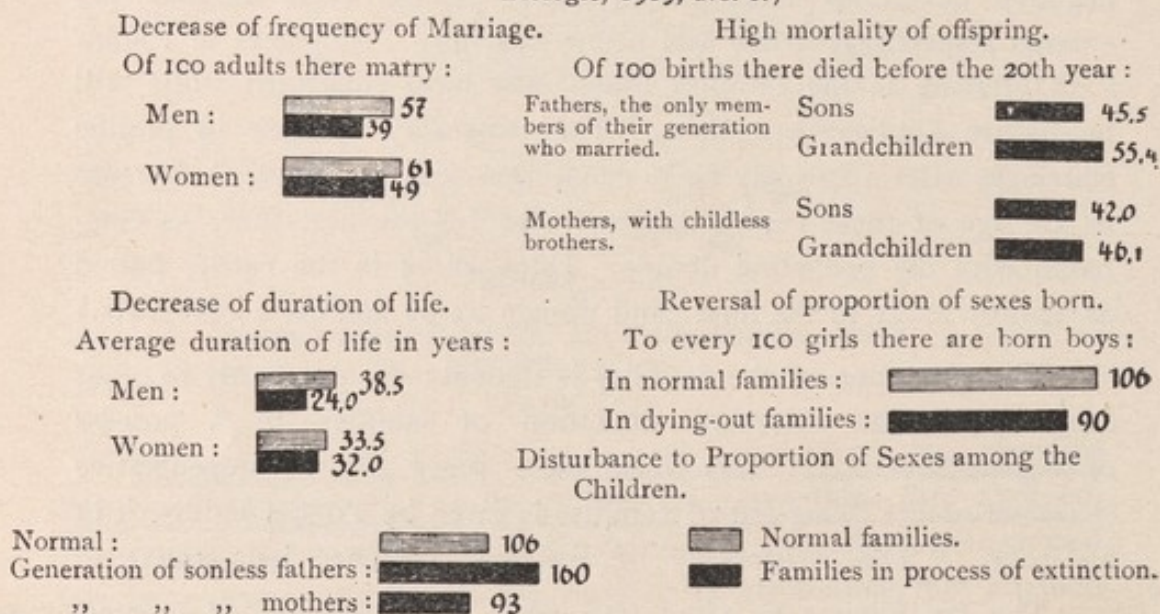 Decrease of frequency of Marriage.
Of 100 adults there marry :
Men :
57
39
Women :
61
49
High mortality of offspring.
Of 100 births there died before the 20th year :
Fathers, the only mem-
bers of their generation
who married.
Sons
45.5
Grandchildren
55.4
Mothers, with childless
brothers.
Sons
42.0
Grandchildren
46.1
Decrease of duration of life.
Average duration of life in years :
Men :
38.5
24.0
Women :
33.5
32.0
Reversal of proportion of sexes born.
To every 100 girls there are born boys :
In normal families :
106
In dying-out families :
90
Disturbance to Proportion of Sexes among the
Children.
Normal :
106
Generation of sonless fathers :
160
,, ,, ,, mothers :
93
Normal families.
Families in process of extinction.